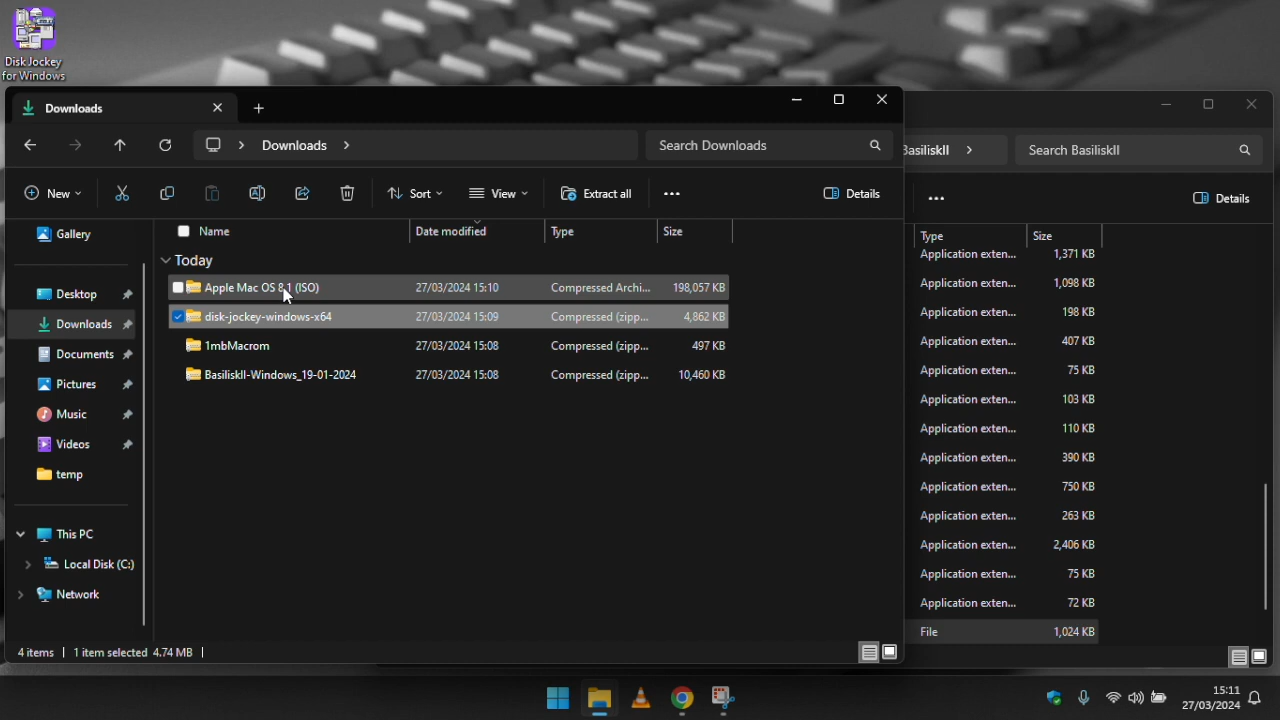 Disk Jockey
for Windows
Downloads
Downloads
Search Downloads
BasiliskII
Search BasiliskII
New
Sort
View
Extract all
Details
Details
Gallery
Name
Date modified
Type
Size
Type
Size
Today
Apple Mac OS 8.1 (ISO) 27/03/2024 15:10 Compressed Archi... 198,057 KB
disk-jockey-windows-x64 27/03/2024 15:09 Compressed (zipp... 4,862 KB
1mbMacrom 27/03/2024 15:08 Compressed (zipp... 497 KB
BasiliskII-Windows_19-01-2024 27/03/2024 15:08 Compressed (zipp... 10,460 KB
Desktop
Downloads
Documents
Pictures
Music
Videos
temp
This PC
Local Disk (C:)
Network
Application exten... 1,371 KB
Application exten... 1,098 KB
Application exten... 198 KB
Application exten... 407 KB
Application exten... 75 KB
Application exten... 103 KB
Application exten... 110 KB
Application exten... 390 KB
Application exten... 750 KB
Application exten... 263 KB
Application exten... 2,406 KB
Application exten... 75 KB
Application exten... 72 KB
File 1,024 KB
4 items
1 item selected 4.74 MB
15:11
27/03/2024